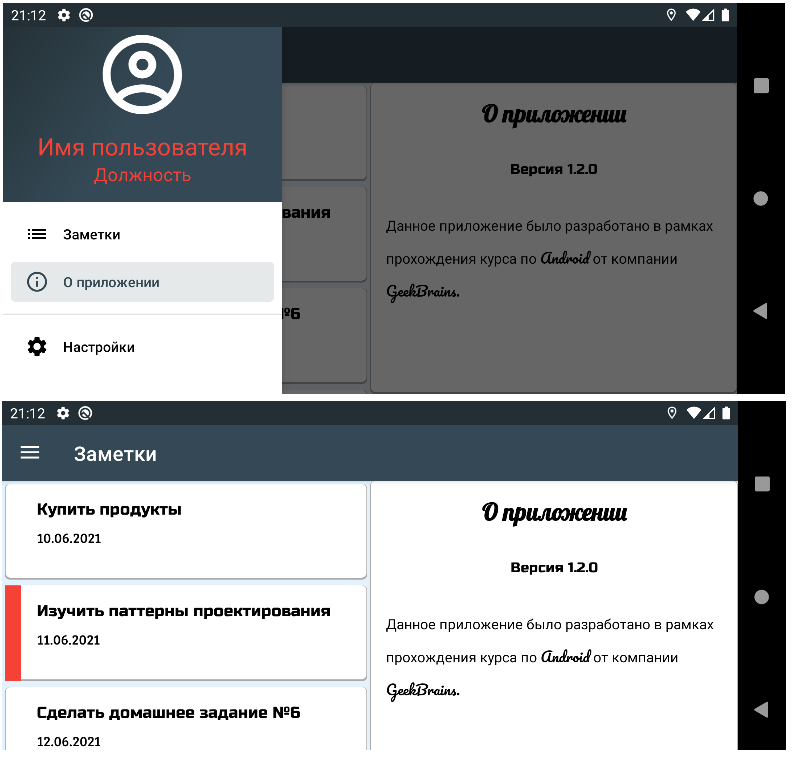 21:12
Имя пользователя
Должность
Заметки
О приложении
Настройки
вания
№6
О приложении
Версия 1.2.0
Данное приложение было разработано в рамках
прохождения курса по Android от компании
GeekBrains.
21:12
Заметки
Купить продукты
10.06.2021
Изучить паттерны проектирования
11.06.2021
Сделать домашнее задание №6
12.06.2021
О приложении
Версия 1.2.0
Данное приложение было разработано в рамках
прохождения курса по Android от компании
GeekBrains.